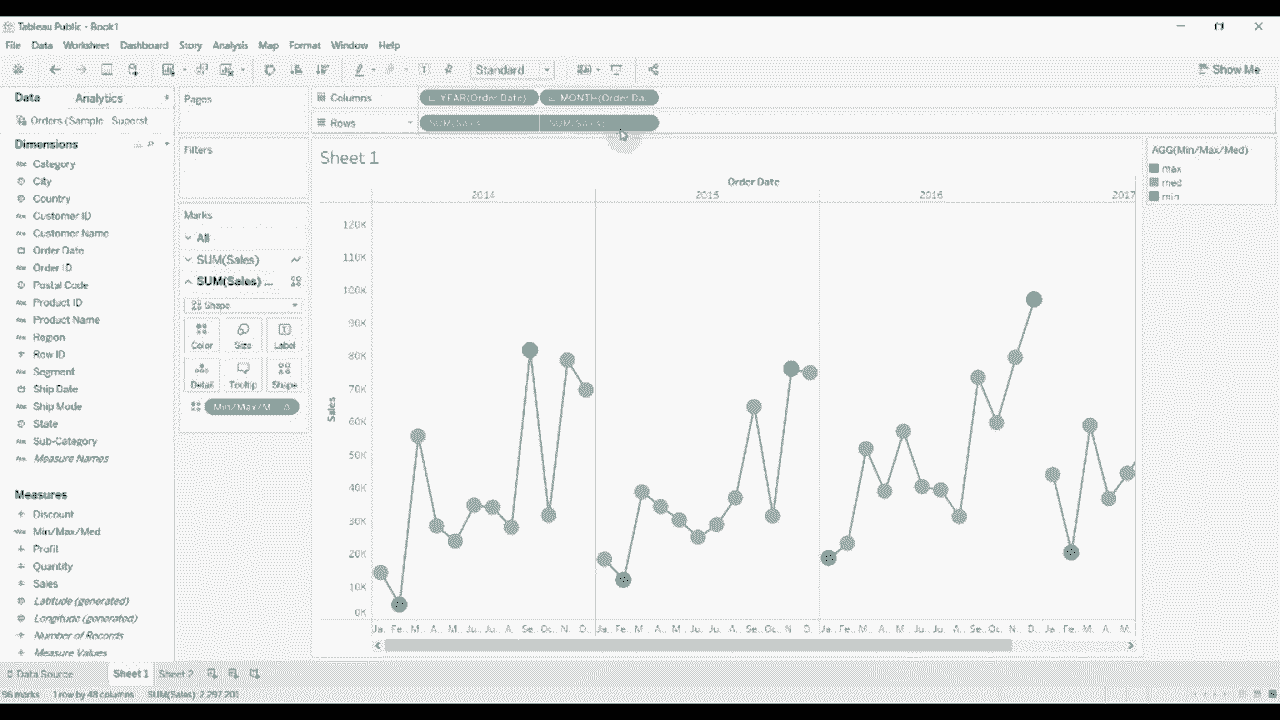 Tableau Public - Book1
File Data Worksheet Dashboard Story Analysis Map Format Window Help
Standard
Show Me
Data Analytics
Orders (Sample - Superst
Dimensions
Category
City
Country
Customer ID
Customer Name
Order Date
Order ID
Postal Code
Product ID
Product Name
Region
Row ID
Segment
Ship Date
Ship Mode
State
Sub-Category
Measure Names
Measures
Discount
Min/Max/Med
Profit
Quantity
Sales
Latitude (generated)
Longitude (generated)
Number of Records
Measure Values
Pages
Filters
Marks
All
SUM(Sales)
SUM(Sales) ...
Shape
Color Size Label
Detail Tooltip Shape
Min/Max/M..
Columns YEAR(Order Date) MONTH(Order Da..
Rows SUM(Sales) SUM(Sales)
Sheet 1
Order Date
2014 2015 2016 2017
Sales
120K
110K
100K
90K
80K
70K
60K
50K
40K
30K
20K
10K
0K
Ja.. Fe.. M.. A.. M.. Ju.. Ju.. A.. Se.. Oc.. N.. D.. Ja.. Fe.. M.. A.. M.. Ju.. Ju.. A.. Se.. Oc.. N.. D.. Ja.. Fe.. M.. A.. M.. Ju.. Ju.. A.. Se.. Oc.. N.. D.. Ja.. Fe.. M.. A.. M..
AGG(Min/Max/Med)
max
med
min
Data Source Sheet 1 Sheet 2
96 marks 1 row by 48 columns SUM(Sales): 2,297,201